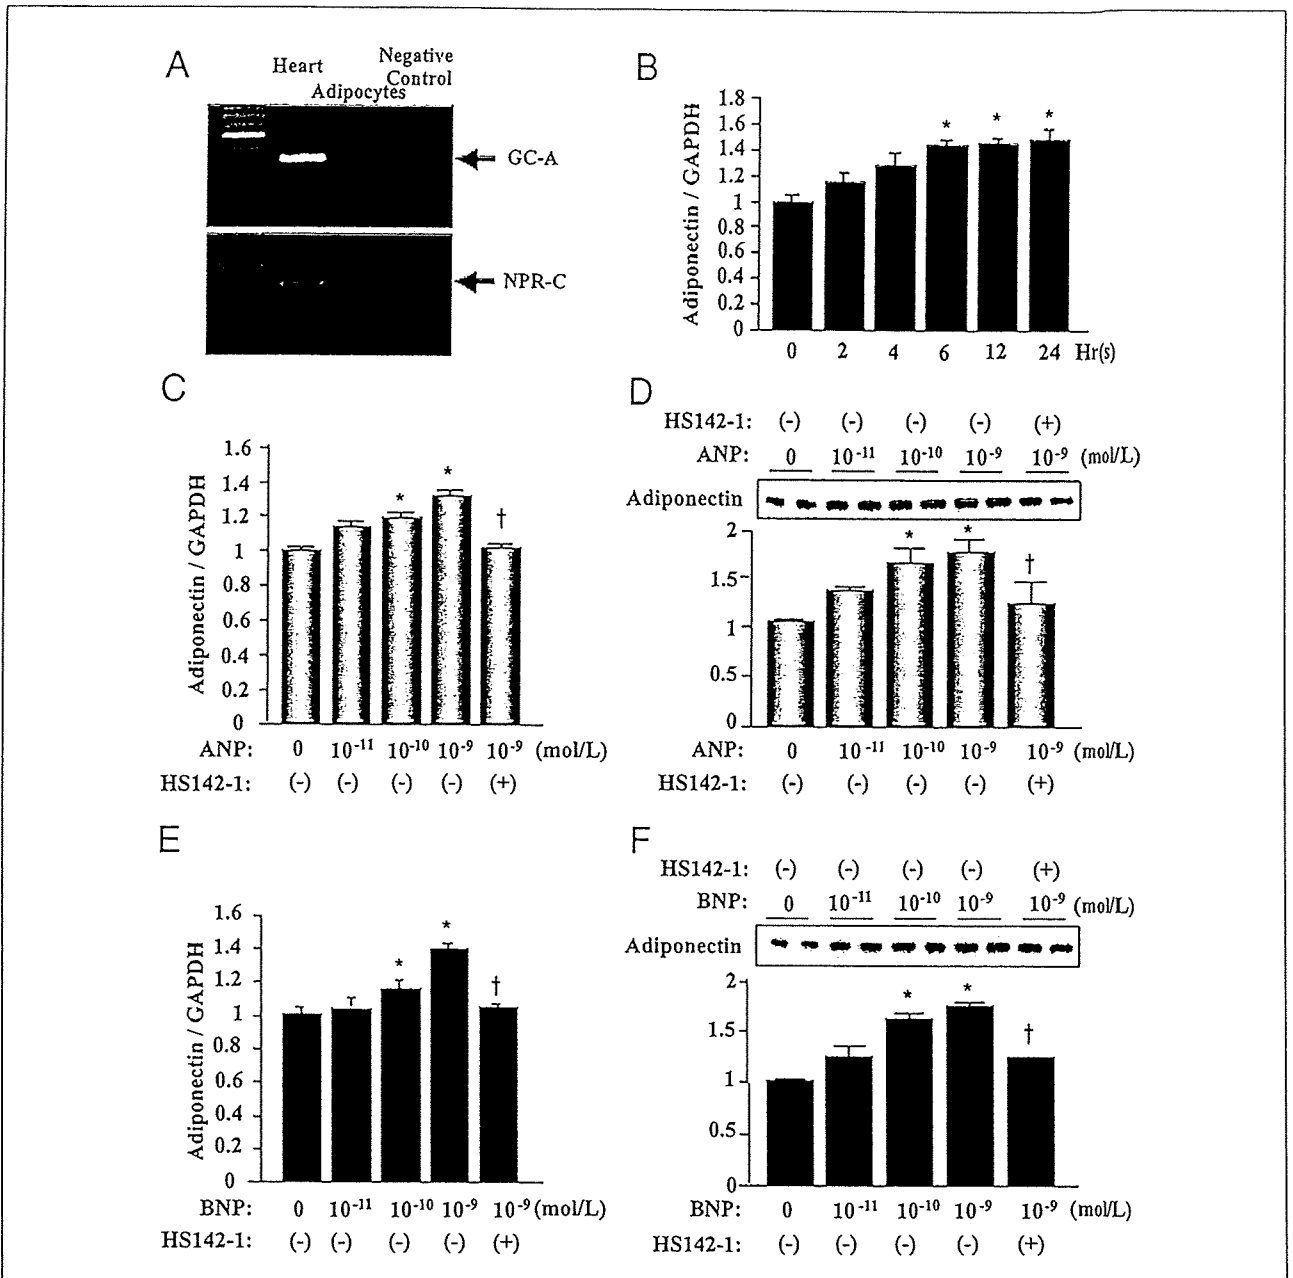 A
Heart
Adipocytes
Negative
Control
GC-A
NPR-C
B
Adiponectin / GAPDH
1.8
1.6
1.4
1.2
1
0.8
0.6
0.4
0.2
0
* * *
0 2 4 6 12 24 Hr(s)
C
Adiponectin / GAPDH
1.6
1.4
1.2
1
0.8
0.6
0.4
0.2
0
* * †
ANP: 0 10⁻¹¹ 10⁻¹⁰ 10⁻⁹ 10⁻⁹ (mol/L)
HS142-1: (-) (-) (-) (-) (+)
D
HS142-1: (-) (-) (-) (-) (+)
ANP: 0 10⁻¹¹ 10⁻¹⁰ 10⁻⁹ 10⁻⁹ (mol/L)
Adiponectin
2
1.5
1
0.5
0
* * †
ANP: 0 10⁻¹¹ 10⁻¹⁰ 10⁻⁹ 10⁻⁹ (mol/L)
HS142-1: (-) (-) (-) (-) (+)
E
Adiponectin / GAPDH
1.6
1.4
1.2
1
0.8
0.6
0.4
0.2
0
* * †
BNP: 0 10⁻¹¹ 10⁻¹⁰ 10⁻⁹ 10⁻⁹ (mol/L)
HS142-1: (-) (-) (-) (-) (+)
F
HS142-1: (-) (-) (-) (-) (+)
BNP: 0 10⁻¹¹ 10⁻¹⁰ 10⁻⁹ 10⁻⁹ (mol/L)
Adiponectin
2
1.5
1
0.5
0
* * †
BNP: 0 10⁻¹¹ 10⁻¹⁰ 10⁻⁹ 10⁻⁹ (mol/L)
HS142-1: (-) (-) (-) (-) (+)